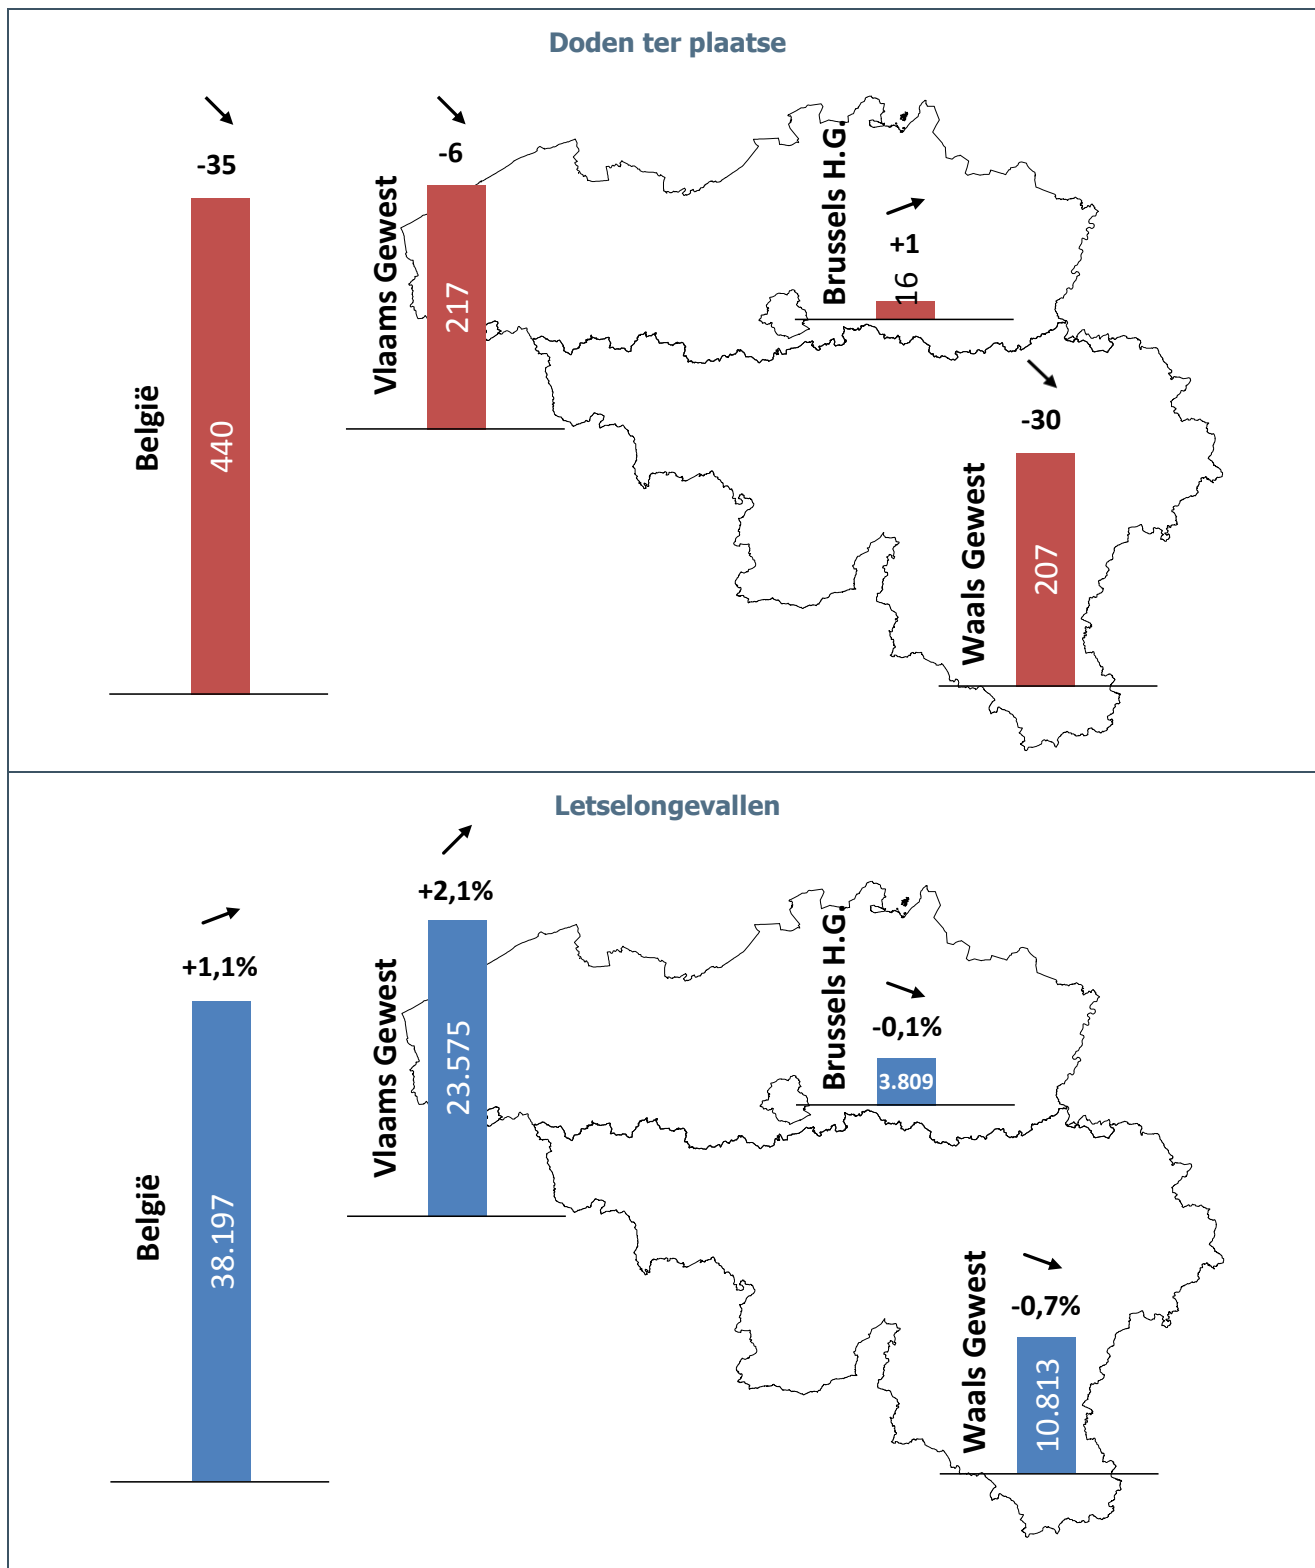 Doden ter plaatse
-35
België
440
-6
Vlaams Gewest
217
Brussels H.G.
+1
16
-30
Waals Gewest
207
Letselongevallen
+1,1%
België
38.197
+2,1%
Vlaams Gewest
23.575
Brussels H.G.
-0,1%
3.809
-0,7%
Waals Gewest
10.813